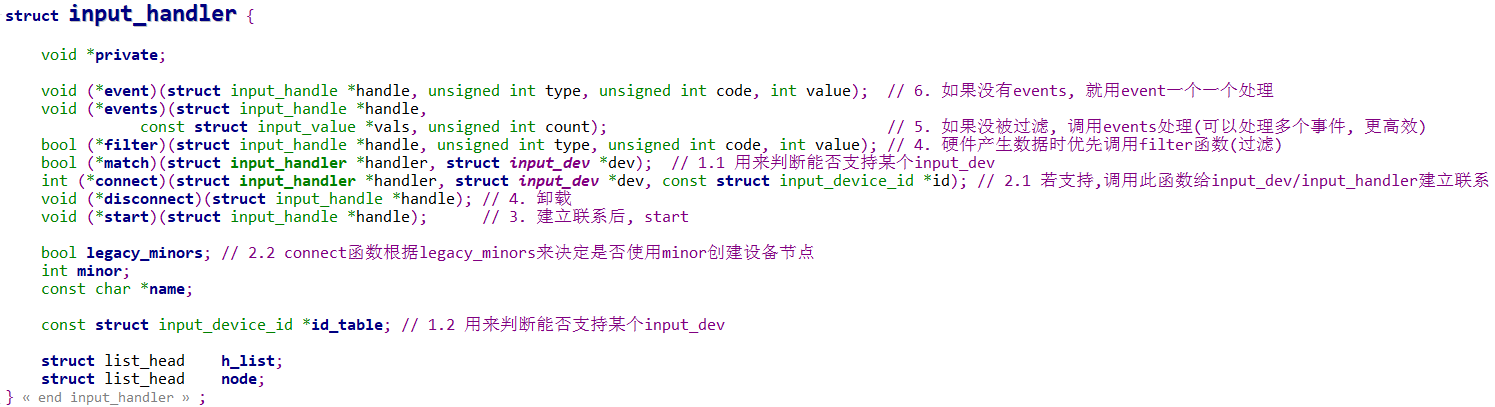 struct input_handler {
void *private;
void (*event)(struct input_handle *handle, unsigned int type, unsigned int code, int value);  // 6. 如果没有events, 就用event一个一个处理
void (*events)(struct input_handle *handle,
const struct input_value *vals, unsigned int count);  // 5. 如果没被过滤, 调用events处理(可以处理多个事件, 更高效)
bool (*filter)(struct input_handle *handle, unsigned int type, unsigned int code, int value); // 4. 硬件产生数据时优先调用filter函数(过滤)
bool (*match)(struct input_handler *handler, struct input_dev *dev);  // 1.1 用来判断能否支持某个input_dev
int (*connect)(struct input_handler *handler, struct input_dev *dev, const struct input_device_id *id); // 2.1 若支持,调用此函数给input_dev/input_handler建立联系
void (*disconnect)(struct input_handle *handle); // 4. 卸载
void (*start)(struct input_handle *handle);  // 3. 建立联系后, start
bool legacy_minors; // 2.2 connect函数根据legacy_minors来决定是否使用minor创建设备节点
int minor;
const char *name;
const struct input_device_id *id_table; // 1.2 用来判断能否支持某个input_dev
struct list_head h_list;
struct list_head node;
} « end input_handler » ;